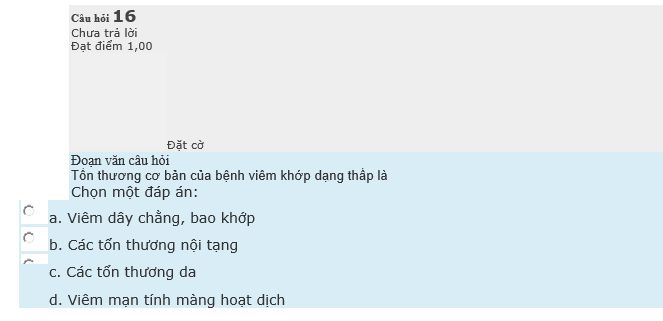 Câu hỏi 16
Chưa trả lời
Đạt điểm 1,00
Đặt cờ
Đoạn văn câu hỏi
Tổn thương cơ bản của bệnh viêm khớp dạng thấp là
Chọn một đáp án:
a. Viêm dây chằng, bao khớp
b. Các tổn thương nội tạng
c. Các tổn thương da
d. Viêm mạn tính màng hoạt dịch